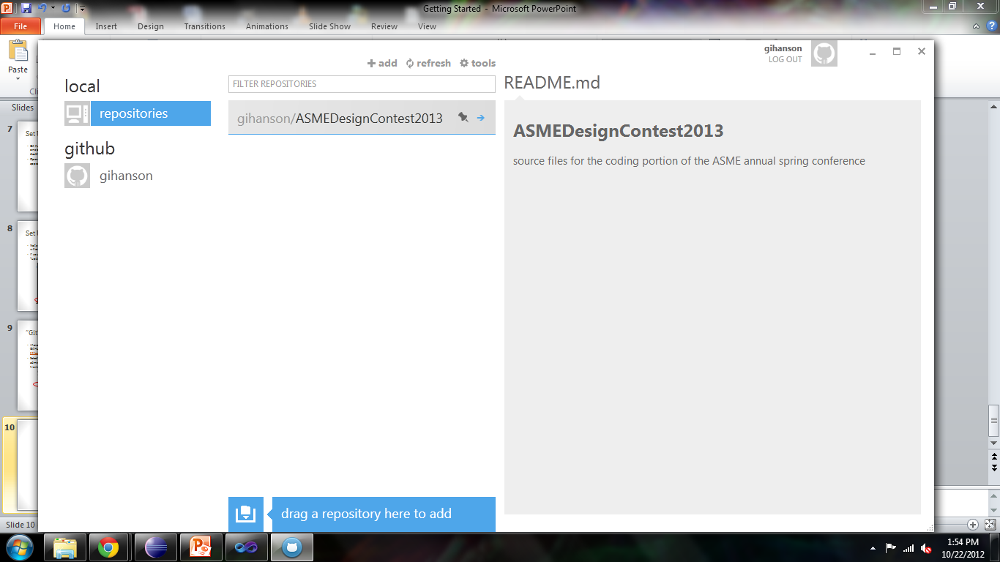 Getting Started - Microsoft PowerPoint
File Home Insert Design Transitions Animations Slide Show Review View
Paste
Slides
7
8
9
10
Slide 10
gihanson
LOG OUT
local
repositories
github
gihanson
add refresh tools
FILTER REPOSITORIES
gihanson/ASMEDesignContest2013
drag a repository here to add
README.md
ASMEDesignContest2013
source files for the coding portion of the ASME annual spring conference
1:54 PM
10/22/2012